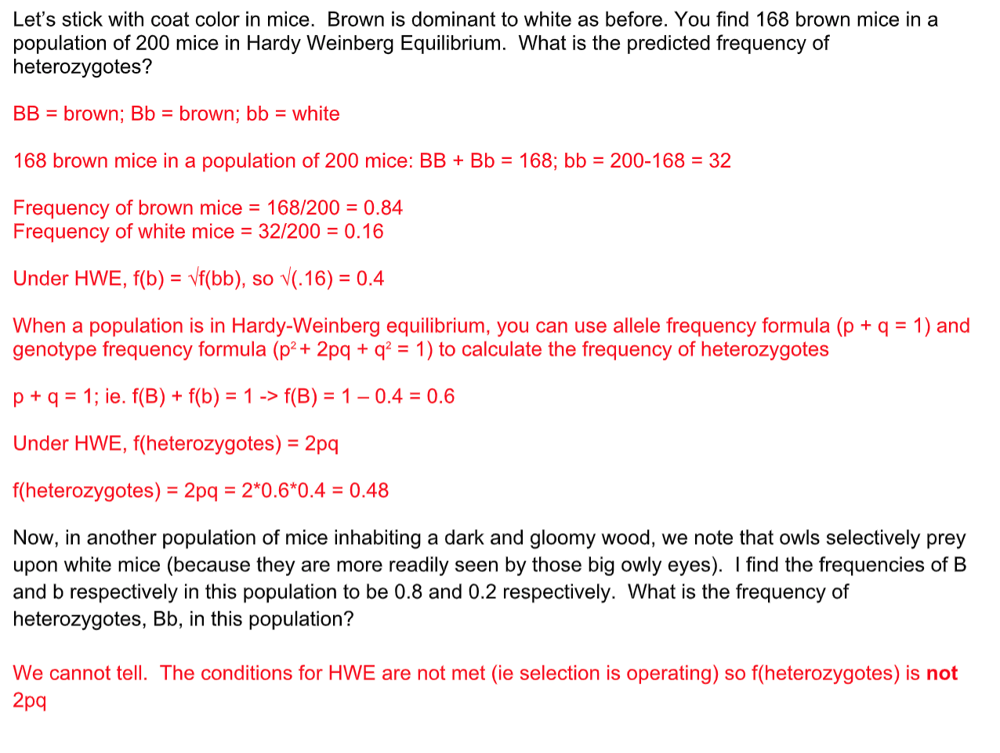 Let’s stick with coat color in mice.  Brown is dominant to white as before. You find 168 brown mice in a
population of 200 mice in Hardy Weinberg Equilibrium.  What is the predicted frequency of
heterozygotes?
BB = brown; Bb = brown; bb = white
168 brown mice in a population of 200 mice: BB + Bb = 168; bb = 200-168 = 32
Frequency of brown mice = 168/200 = 0.84
Frequency of white mice = 32/200 = 0.16
Under HWE, f(b) = √f(bb), so √(.16) = 0.4
When a population is in Hardy-Weinberg equilibrium, you can use allele frequency formula (p + q = 1) and
genotype frequency formula (p² + 2pq + q² = 1) to calculate the frequency of heterozygotes
p + q = 1; ie. f(B) + f(b) = 1 -> f(B) = 1 – 0.4 = 0.6
Under HWE, f(heterozygotes) = 2pq
f(heterozygotes) = 2pq = 2*0.6*0.4 = 0.48
Now, in another population of mice inhabiting a dark and gloomy wood, we note that owls selectively prey
upon white mice (because they are more readily seen by those big owly eyes).  I find the frequencies of B
and b respectively in this population to be 0.8 and 0.2 respectively.  What is the frequency of
heterozygotes, Bb, in this population?
We cannot tell.  The conditions for HWE are not met (ie selection is operating) so f(heterozygotes) is not
2pq